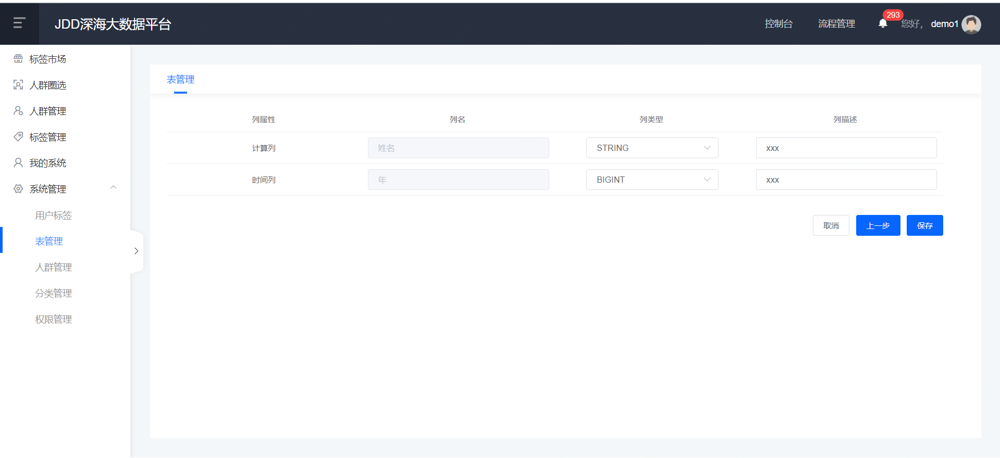 JDD深海大数据平台
控制台
流程管理
293
您好,
demo1
标签市场
人群圈选
人群管理
标签管理
我的系统
系统管理
用户标签
表管理
人群管理
分类管理
权限管理
表管理
列属性 列名 列类型 列描述
计算列 姓名 STRING xxx
时间列 年 BIGINT xxx
取消 上一步 保存